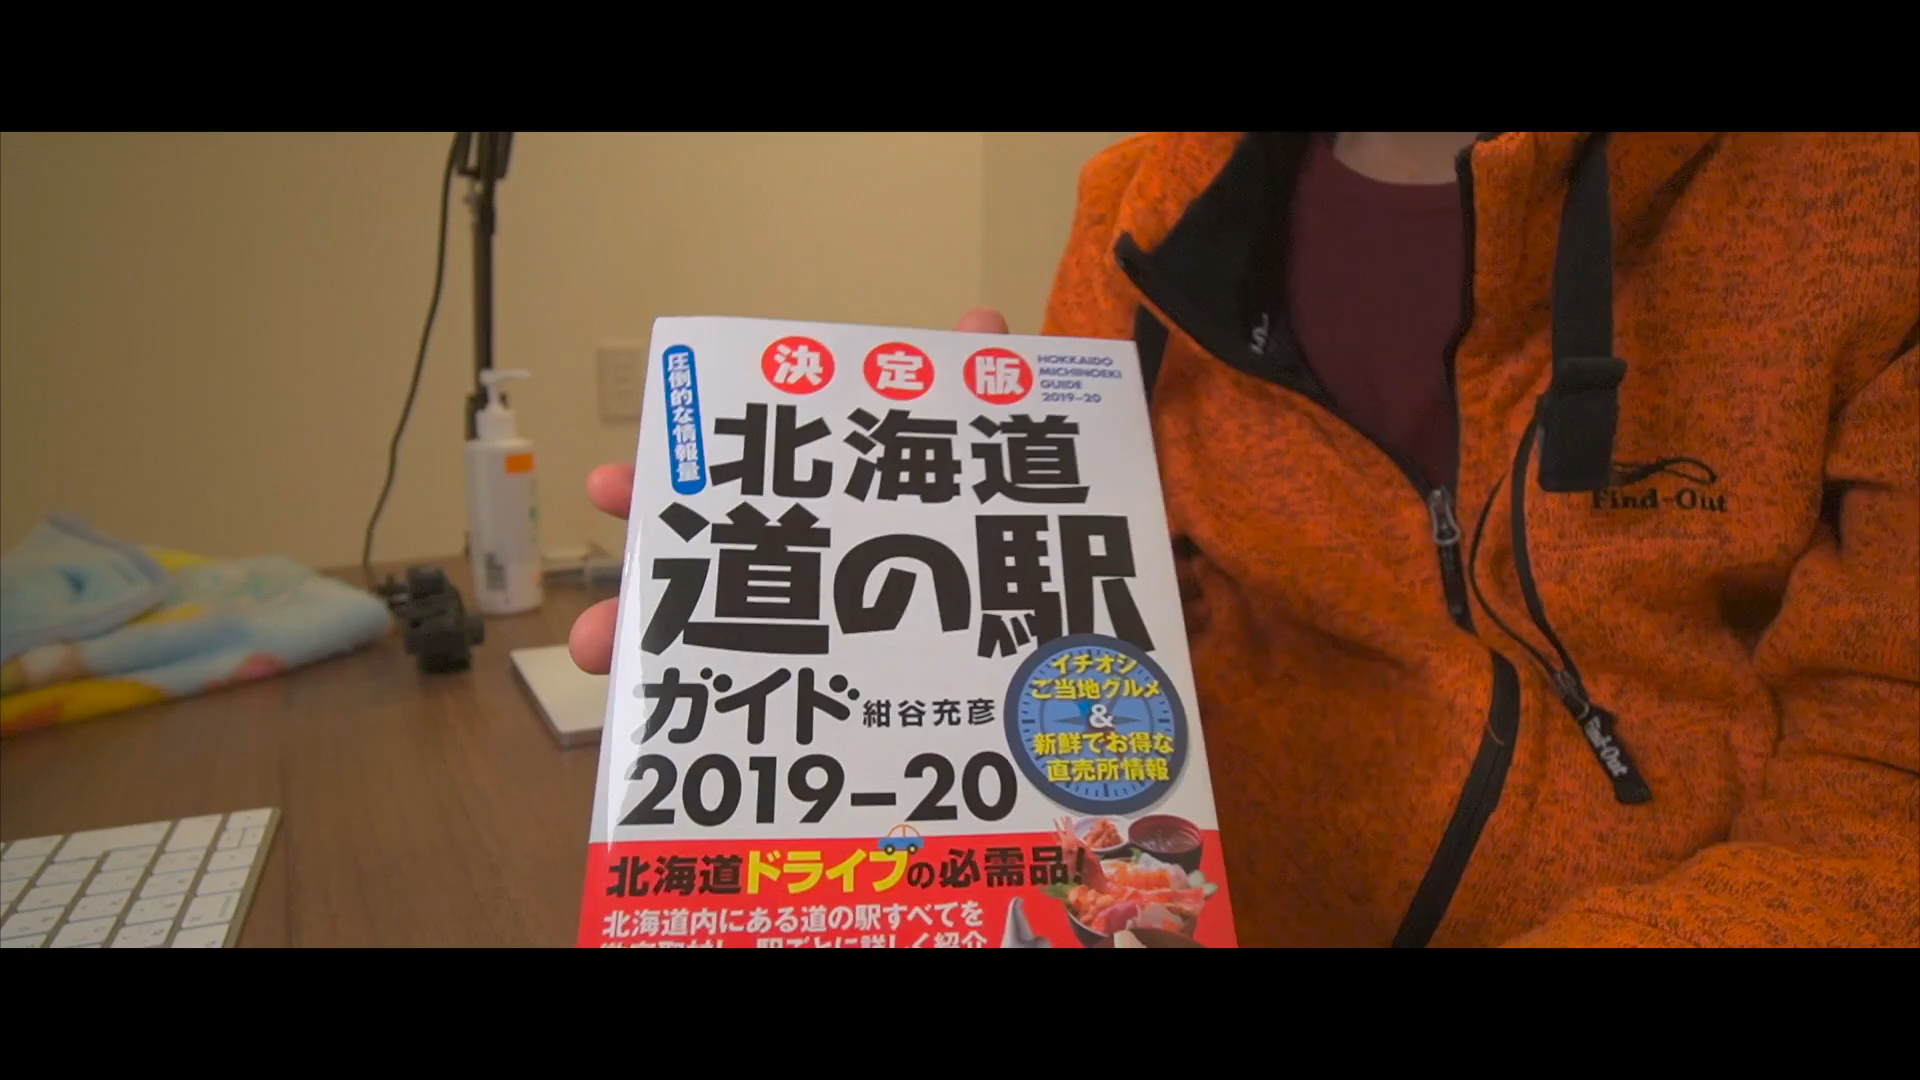 圧倒的な情報量
決定版
HOKKAIDO
MICHINOEKI
GUIDE
2019-20
北海道
道の駅
ガイド
紺谷充彦
2019-20
イチオシ
ご当地グルメ
&
新鮮でお得な
直売所情報
北海道ドライブの必需品!
北海道内にある道の駅すべてを
Find-Out
Find-Out